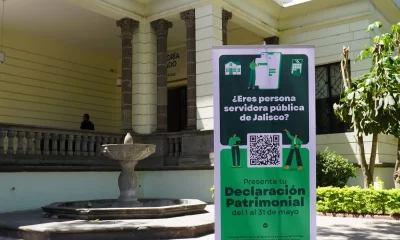 ¿Eres persona
servidora pública
de Jalisco?
Presenta tu
Declaración
Patrimonial
del 1 al 31 de mayo